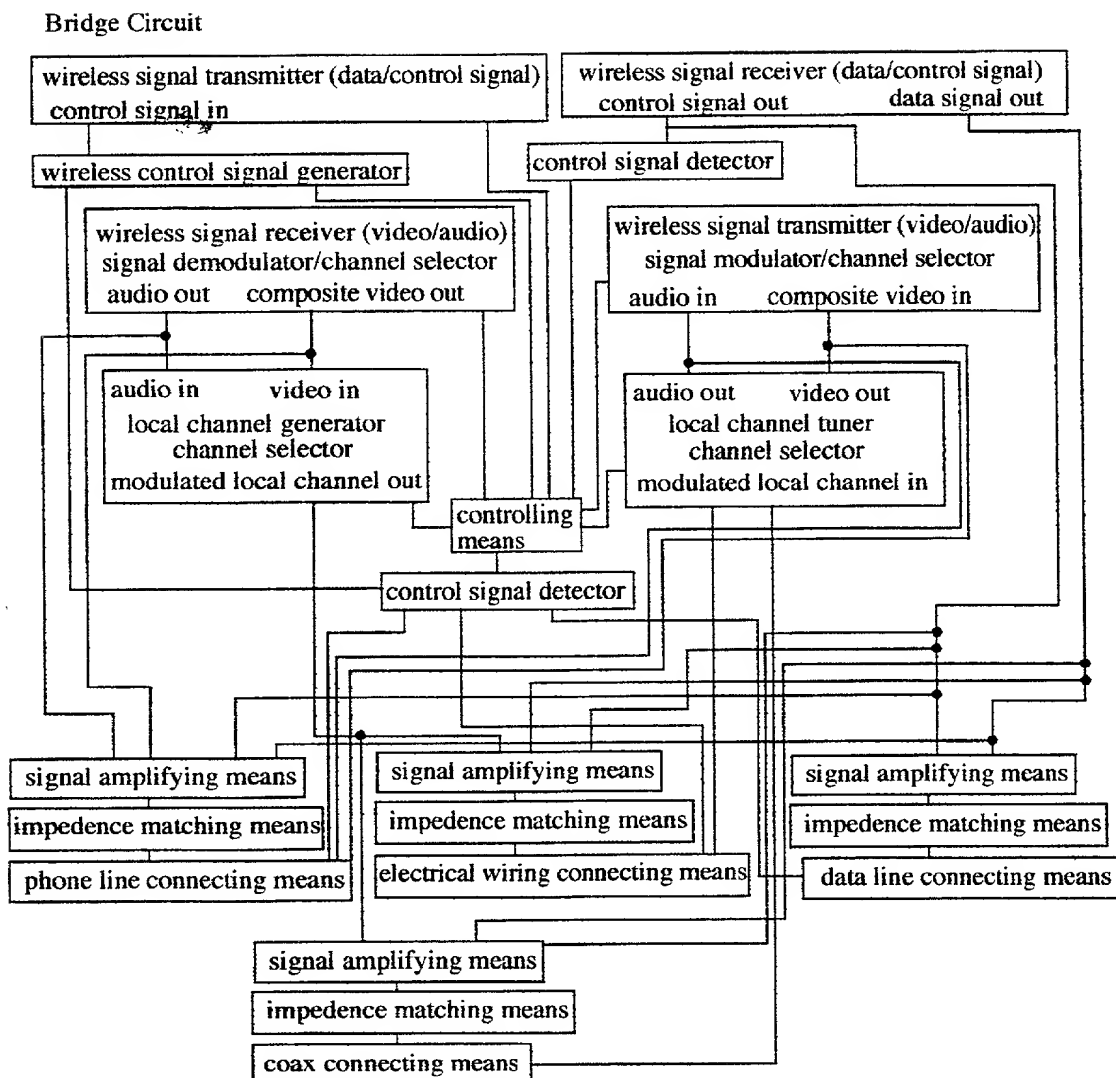 Bridge Circuit
wireless signal transmitter (data/control signal)
control signal in
wireless signal receiver (data/control signal)
control signal out data signal out
wireless control signal generator
control signal detector
wireless signal receiver (video/audio)
signal demodulator/channel selector
audio out composite video out
wireless signal transmitter (video/audio)
signal modulator/channel selector
audio in composite video in
audio in video in
local channel generator
channel selector
modulated local channel out
audio out video out
local channel tuner
channel selector
modulated local channel in
controlling
means
control signal detector
signal amplifying means
impedence matching means
phone line connecting means
signal amplifying means
impedence matching means
electrical wiring connecting means
signal amplifying means
impedence matching means
data line connecting means
signal amplifying means
impedence matching means
coax connecting means